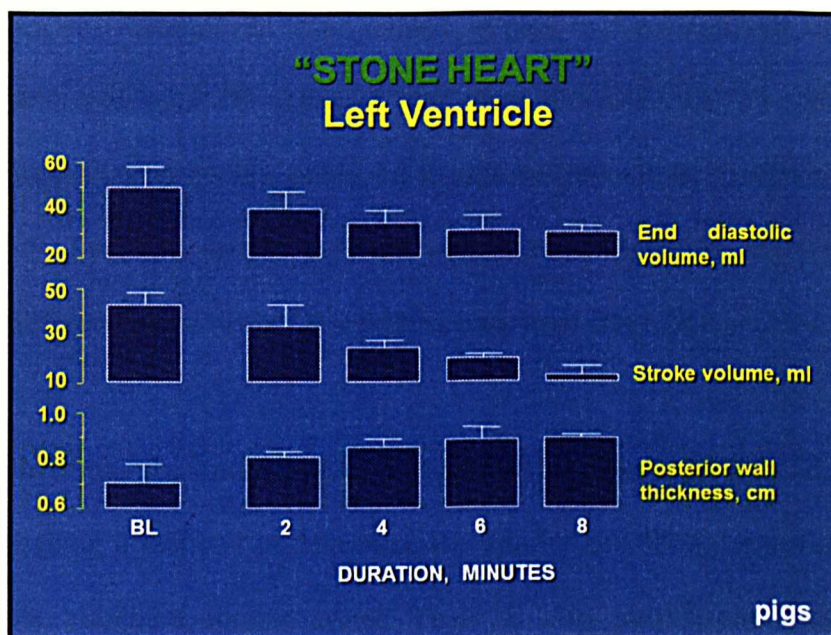 “STONE HEART”
Left Ventricle
60
40
20
End diastolic
volume, ml
50
30
10
Stroke volume, ml
1.0
0.8
0.6
Posterior wall
thickness, cm
BL 2 4 6 8
DURATION, MINUTES
pigs